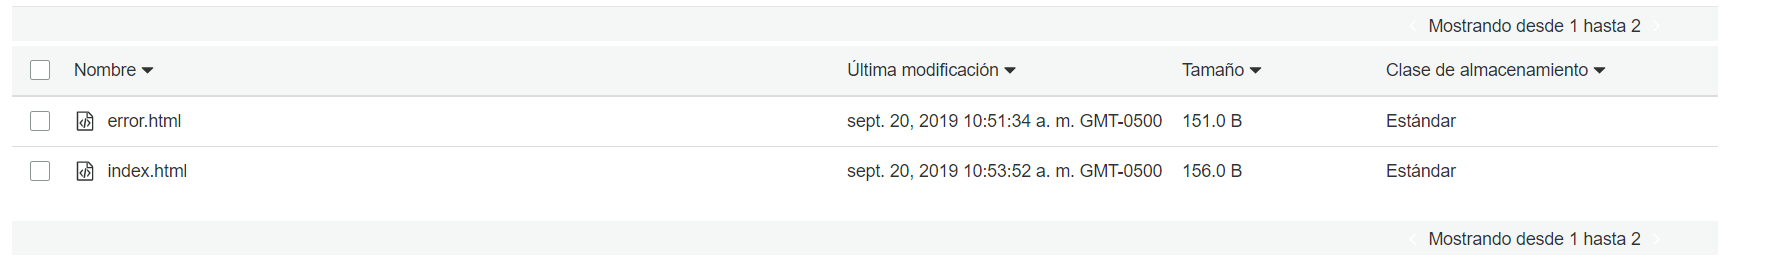 Mostrando desde 1 hasta 2
Nombre Última modificación Tamaño Clase de almacenamiento
error.html sept. 20, 2019 10:51:34 a. m. GMT-0500 151.0 B Estándar
index.html sept. 20, 2019 10:53:52 a. m. GMT-0500 156.0 B Estándar
Mostrando desde 1 hasta 2